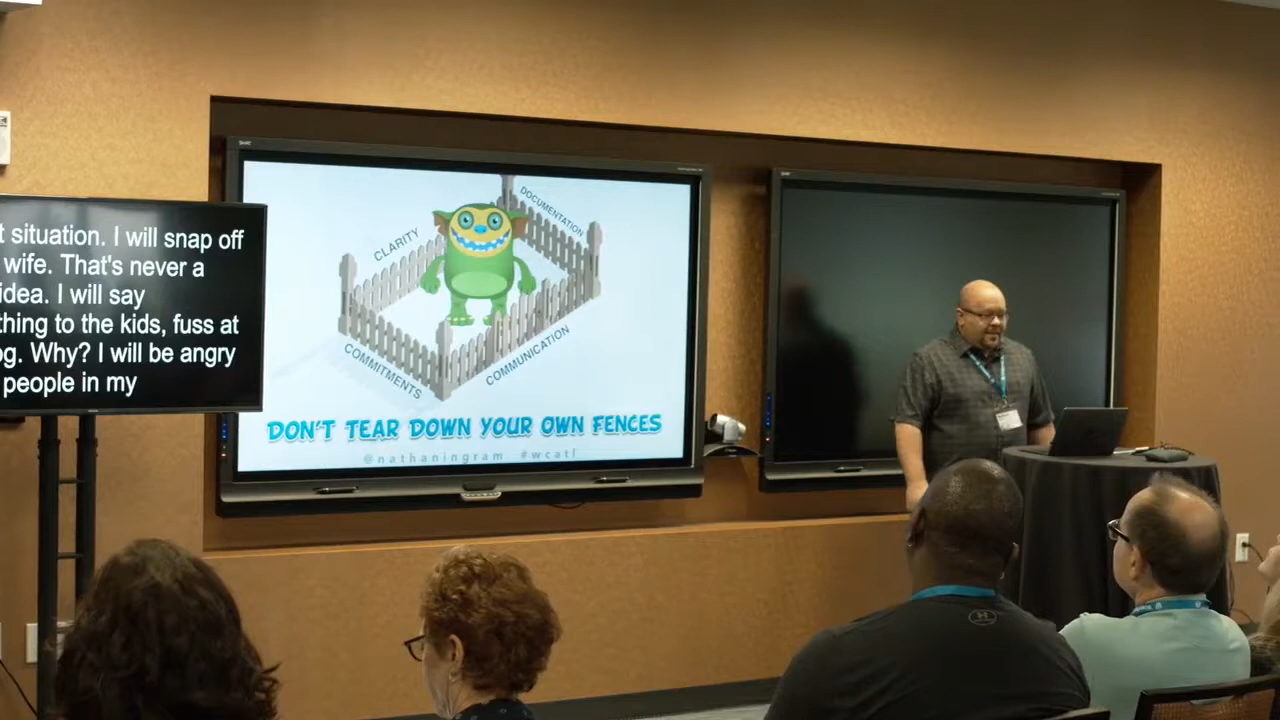 t situation. I will snap off
wife. That's never a
idea. I will say
thing to the kids, fuss at
og. Why? I will be angry
people in my
DOCUMENTATION
CLARITY
COMMITMENTS
COMMUNICATION
DON'T TEAR DOWN YOUR OWN FENCES
@nathaningram #wcatl